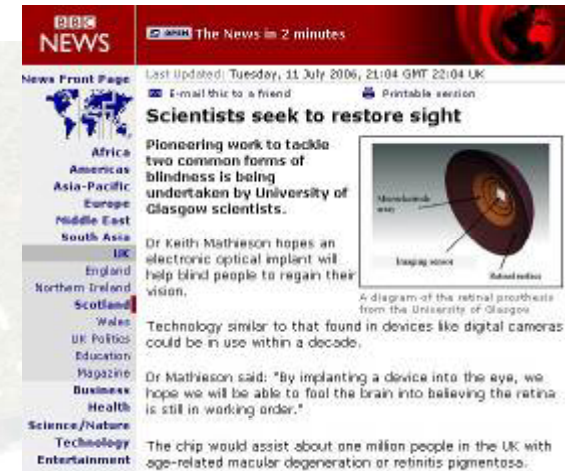 BBC
NEWS
OPEN The News in 2 minutes
News Front Page
Africa
Americas
Asia-Pacific
Europe
Middle East
South Asia
UK
England
Northern Ireland
Scotland
Wales
UK Politics
Education
Magazine
Business
Health
Science/Nature
Technology
Entertainment
Last Updated: Tuesday, 11 July 2006, 21:04 GMT 22:04 UK
E-mail this to a friend
Printable version
Scientists seek to restore sight
Pioneering work to tackle
two common forms of
blindness is being
undertaken by University of
Glasgow scientists.
Microelectrode
array
Imaging sensor
Retinal surface
A diagram of the retinal prosthesis
from the University of Glasgow
Dr Keith Mathieson hopes an
electronic optical implant will
help blind people to regain their
vision.
Technology similar to that found in devices like digital cameras
could be in use within a decade.
Dr Mathieson said: "By implanting a device into the eye, we
hope we will be able to fool the brain into believing the retina
is still in working order."
The chip would assist about one million people in the UK with
age-related macular degeneration or retinitis pigmentosa.